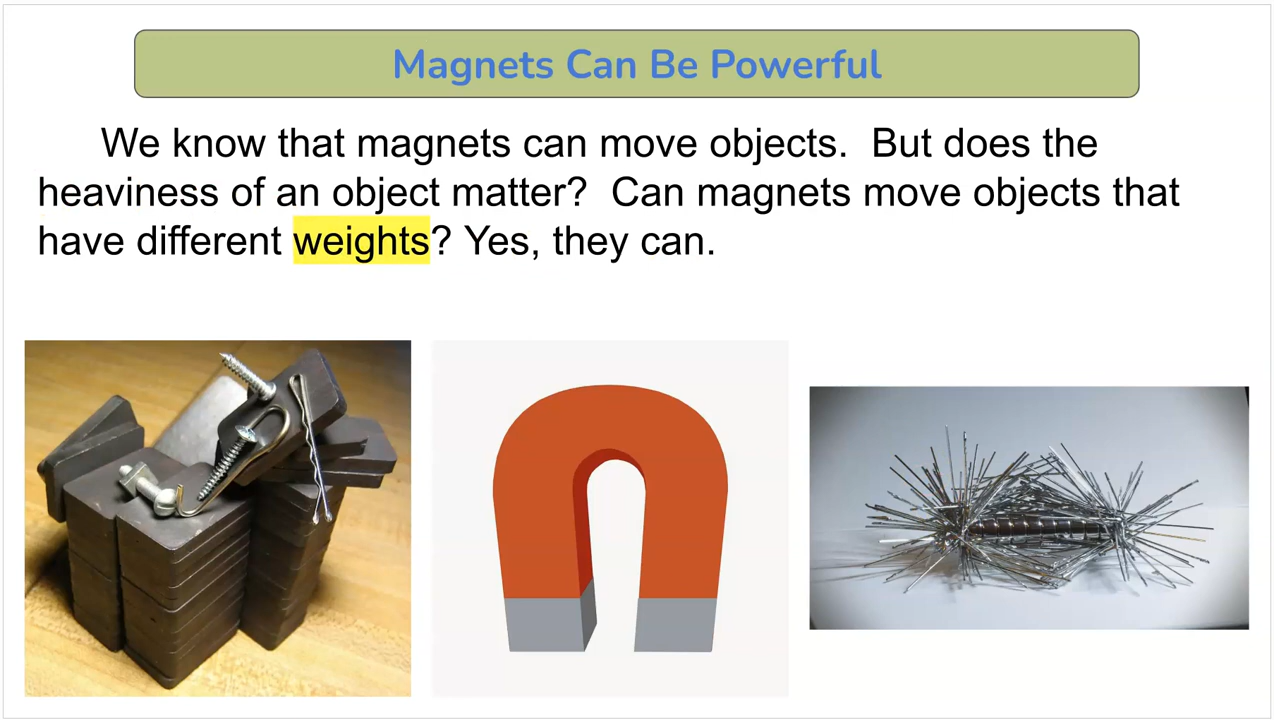 Magnets Can Be Powerful
We know that magnets can move objects.  But does the
heaviness of an object matter?  Can magnets move objects that
have different weights? Yes, they can.